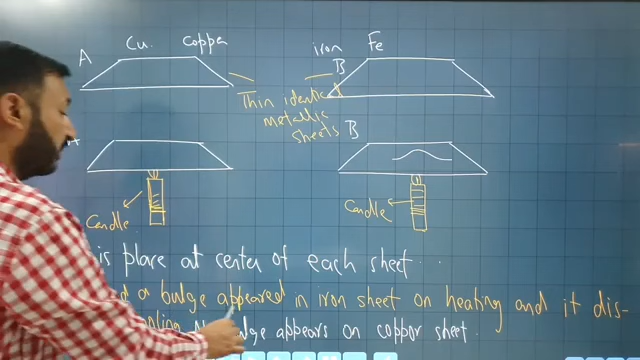 A Cu Copper
iron Fe
B
Thin identical
metallic
sheets
B
Candle
Candle
is place at center of each sheet...
a bulge appeared in iron sheet on heating and it dis-
bulge appears on copper sheet.